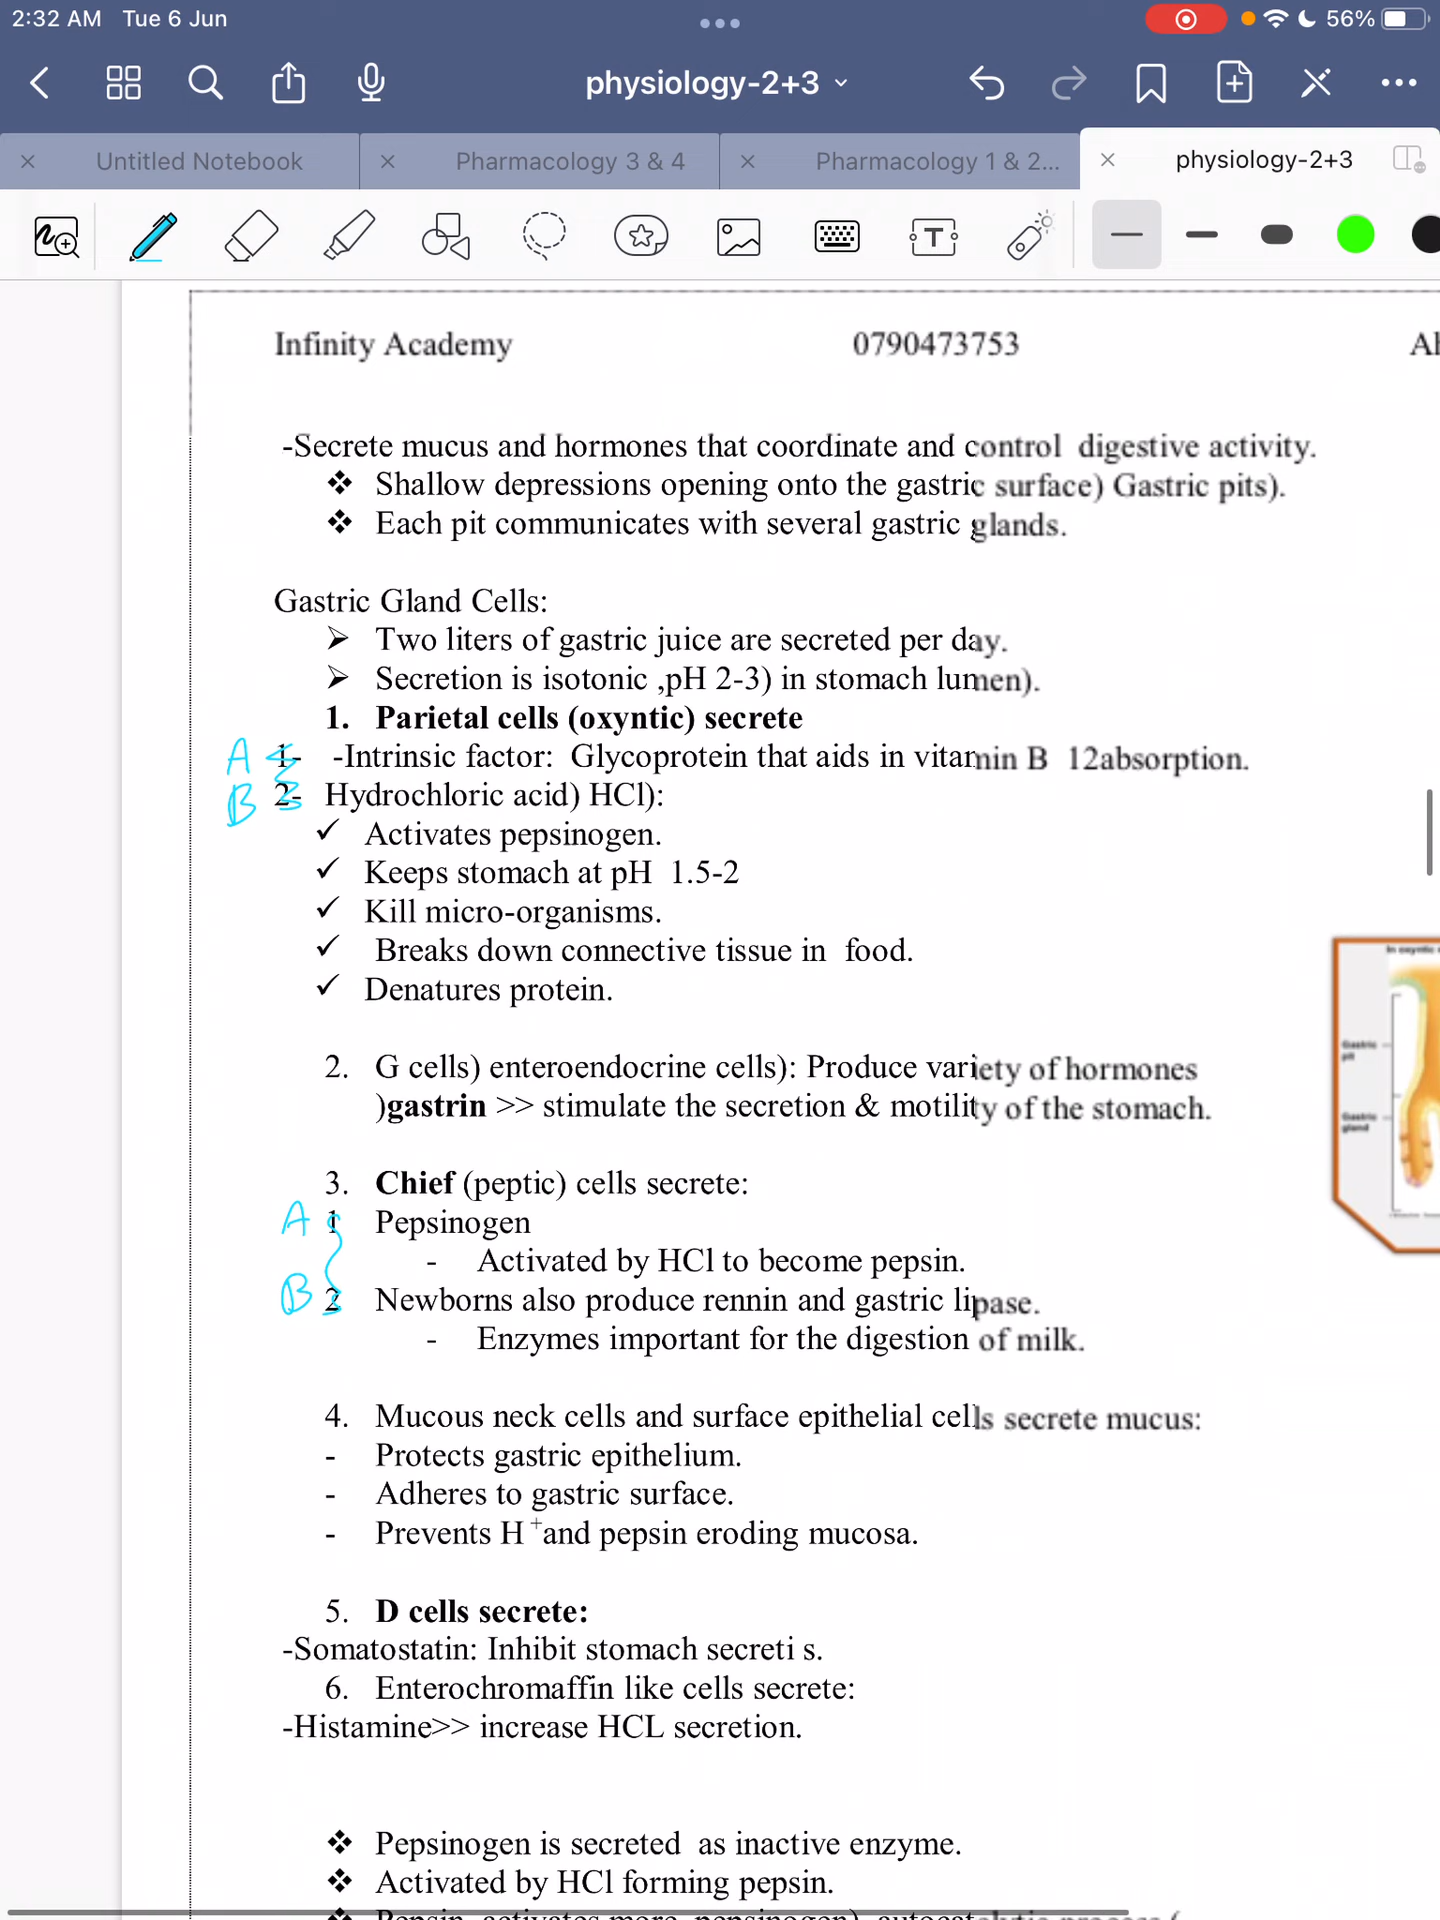 2:32 AM Tue 6 Jun
56%
physiology-2+3
Untitled Notebook
Pharmacology 3 & 4
Pharmacology 1 & 2...
physiology-2+3
Infinity Academy 0790473753
-Secrete mucus and hormones that coordinate and control digestive activity.
❖ Shallow depressions opening onto the gastric surface) Gastric pits).
❖ Each pit communicates with several gastric glands.
Gastric Gland Cells:
➢ Two liters of gastric juice are secreted per day.
➢ Secretion is isotonic ,pH 2-3) in stomach lumen).
1. Parietal cells (oxyntic) secrete
A 1- -Intrinsic factor: Glycoprotein that aids in vitamin B 12absorption.
B 2- Hydrochloric acid) HCl):
✓ Activates pepsinogen.
✓ Keeps stomach at pH 1.5-2
✓ Kill micro-organisms.
✓ Breaks down connective tissue in food.
✓ Denatures protein.
2. G cells) enteroendocrine cells): Produce variety of hormones
)gastrin >> stimulate the secretion & motility of the stomach.
3. Chief (peptic) cells secrete:
A 1 Pepsinogen
- Activated by HCl to become pepsin.
B 2 Newborns also produce rennin and gastric lipase.
- Enzymes important for the digestion of milk.
4. Mucous neck cells and surface epithelial cells secrete mucus:
- Protects gastric epithelium.
- Adheres to gastric surface.
- Prevents H+and pepsin eroding mucosa.
5. D cells secrete:
-Somatostatin: Inhibit stomach secreti s.
6. Enterochromaffin like cells secrete:
-Histamine>> increase HCL secretion.
❖ Pepsinogen is secreted as inactive enzyme.
❖ Activated by HCl forming pepsin.
Gastric pit
Gastric gland